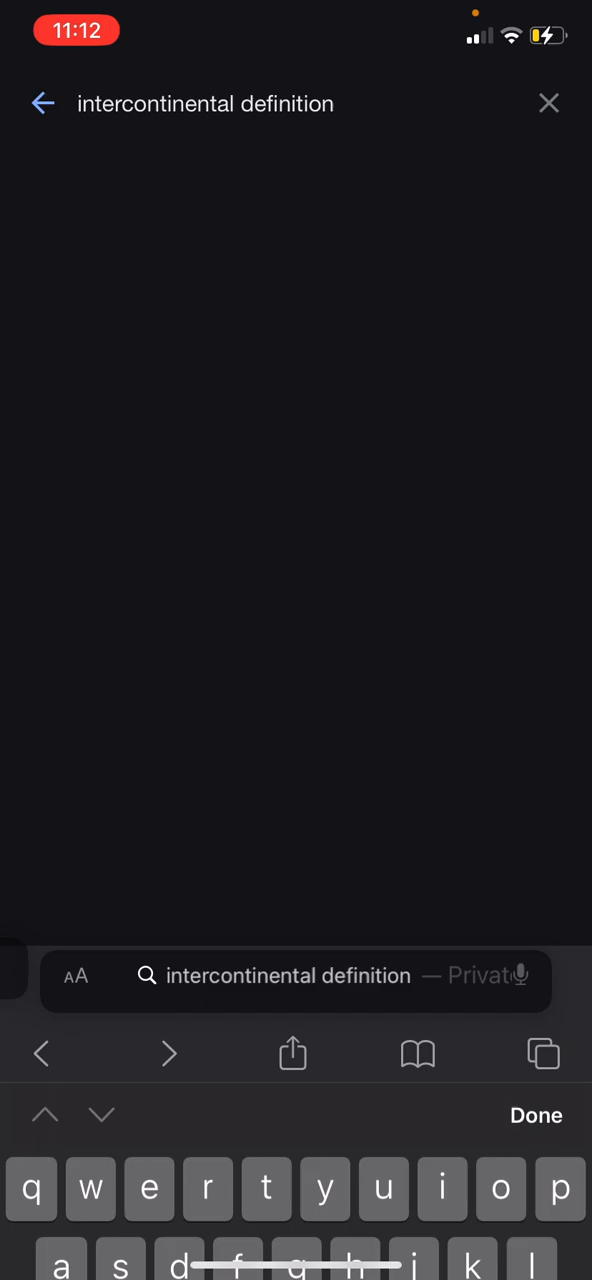 11:12
intercontinental definition
AA intercontinental definition — Privat
Done
q w e r t y u i o p
a s d f g h j k l